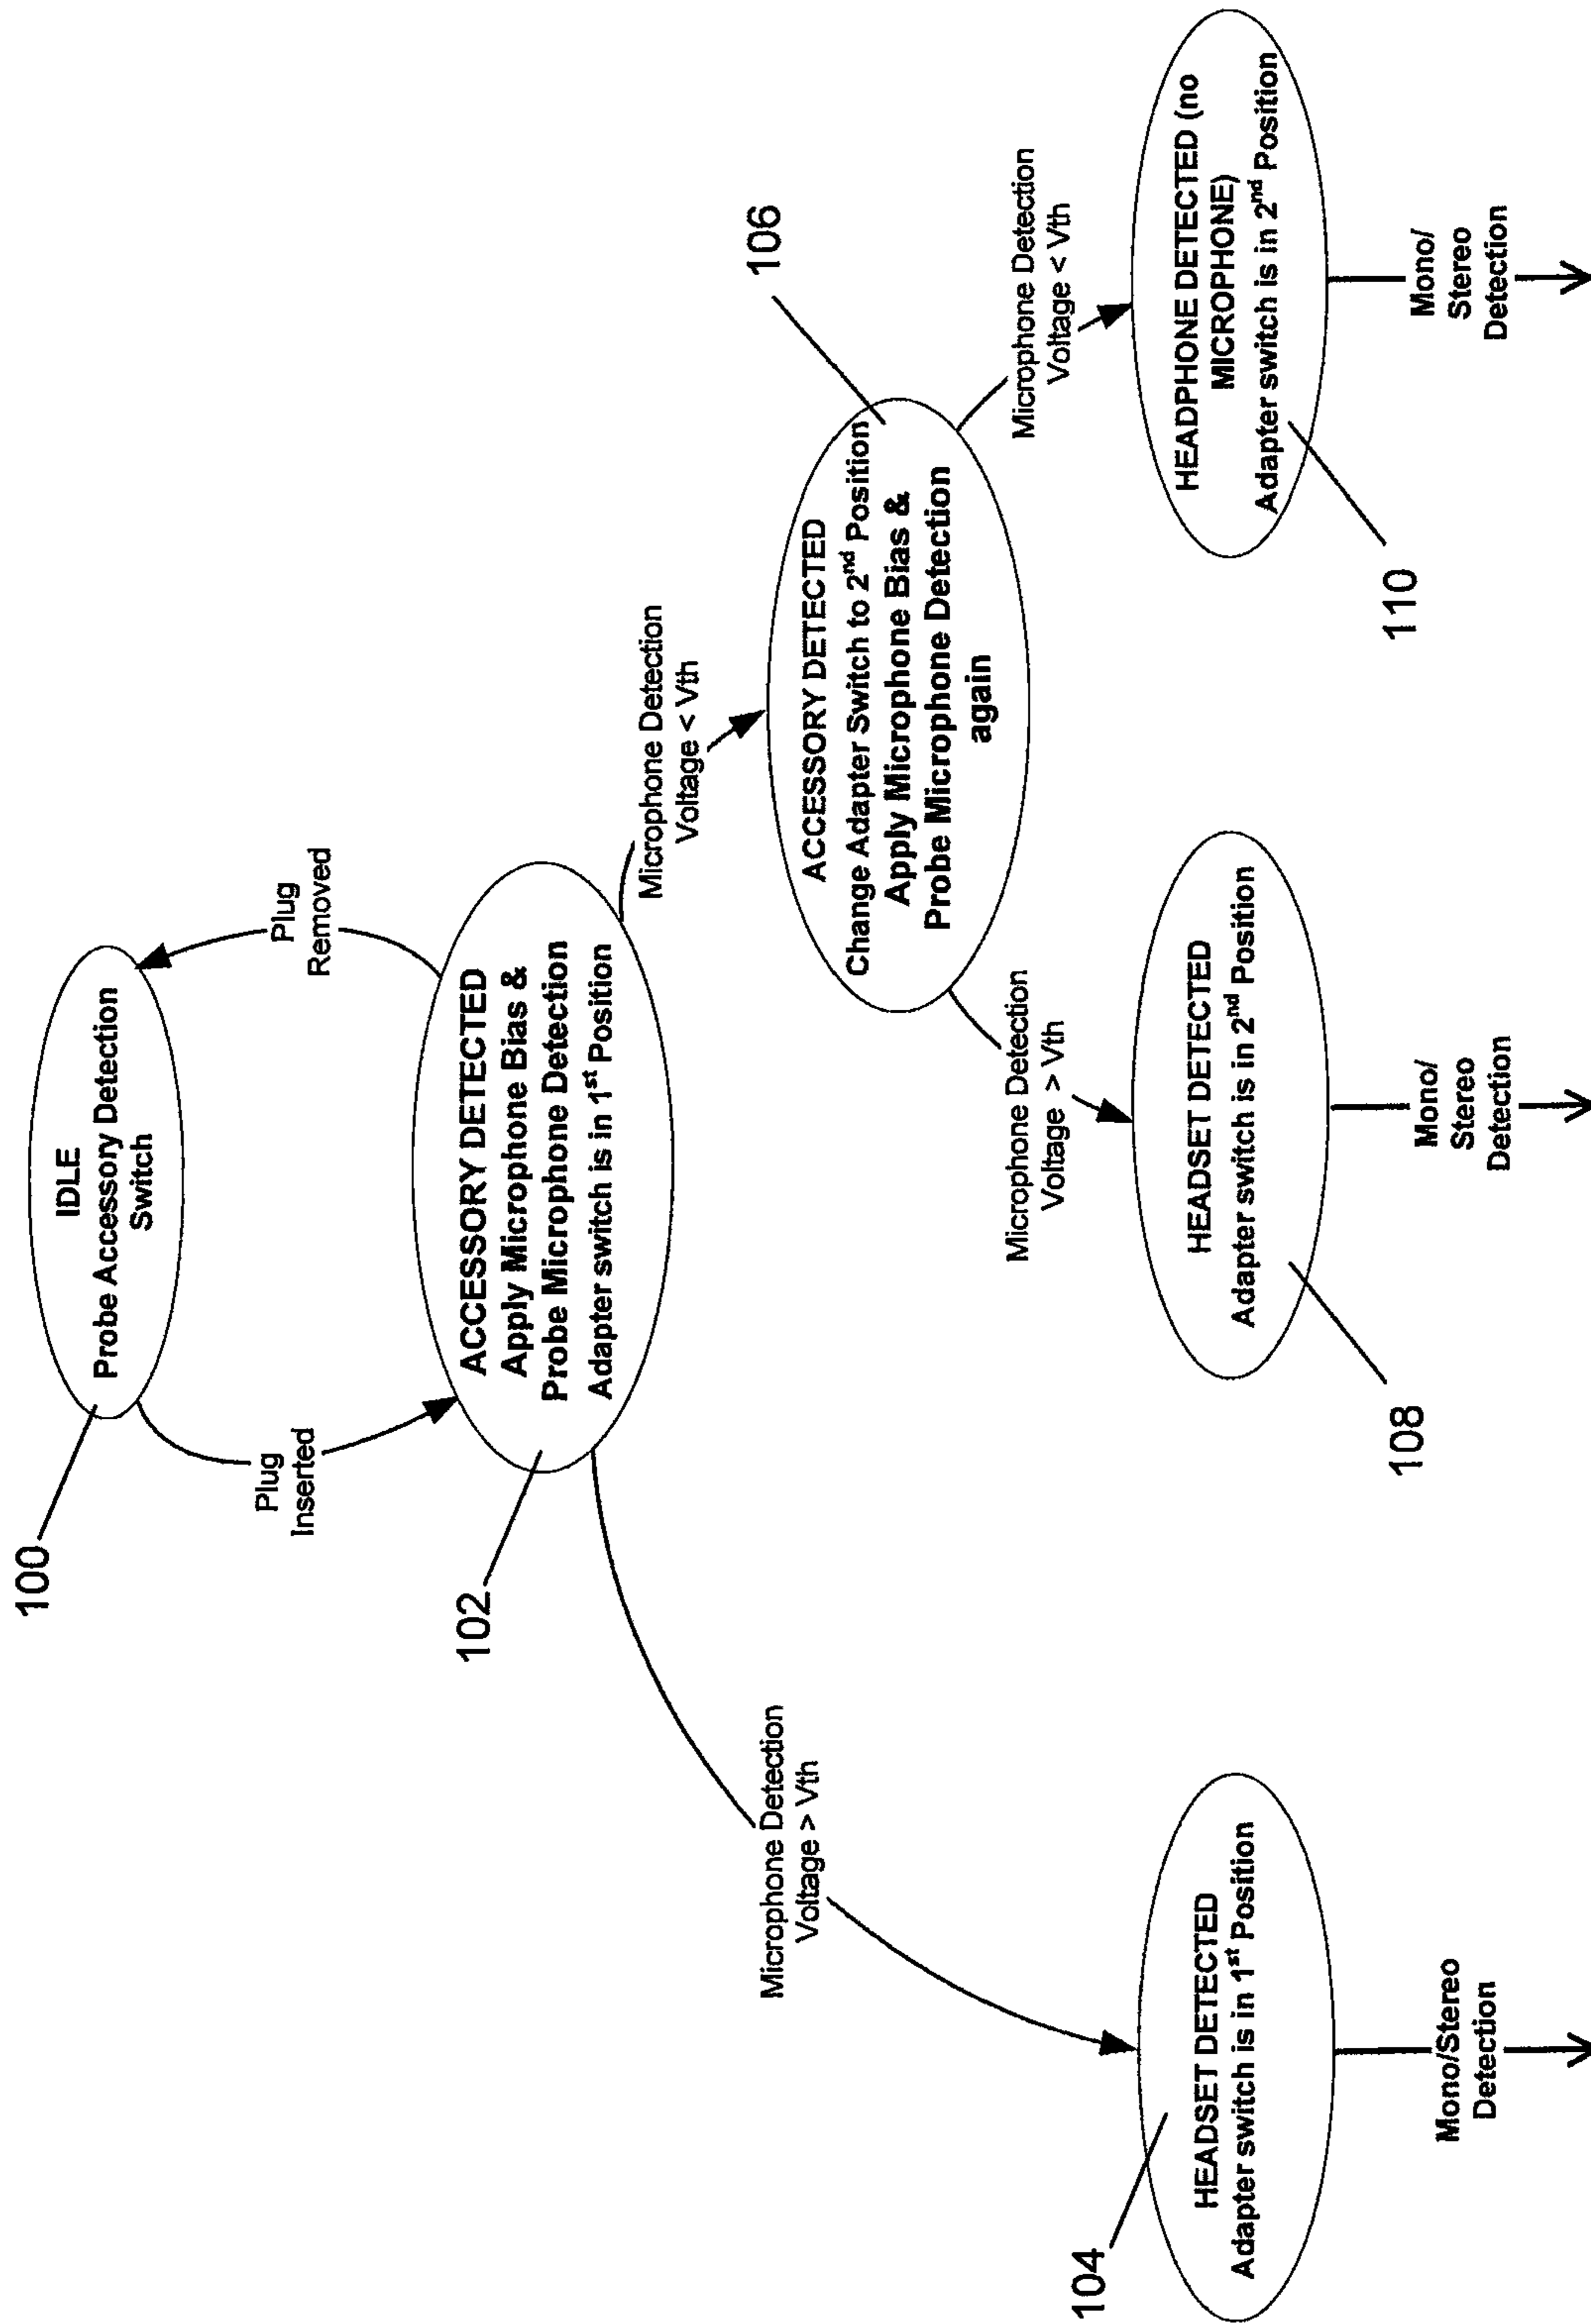 100
IDLE
Probe Accessory Detection
Switch
Plug
Inserted
Plug
Removed
102
ACCESSORY DETECTED
Apply Microphone Bias &
Probe Microphone Detection
Adapter switch is in 1st Position
Microphone Detection
Voltage > Vth
Microphone Detection
Voltage < Vth
106
ACCESSORY DETECTED
Change Adapter Switch to 2nd Position
Apply Microphone Bias &
Probe Microphone Detection
again
Microphone Detection
Voltage > Vth
Microphone Detection
Voltage < Vth
104
HEADSET DETECTED
Adapter switch is in 1st Position
Mono/Stereo
Detection
108
HEADSET DETECTED
Adapter switch is in 2nd Position
Mono/
Stereo
Detection
110
HEADPHONE DETECTED (no
MICROPHONE)
Adapter switch is in 2nd Position
Mono/
Stereo
Detection